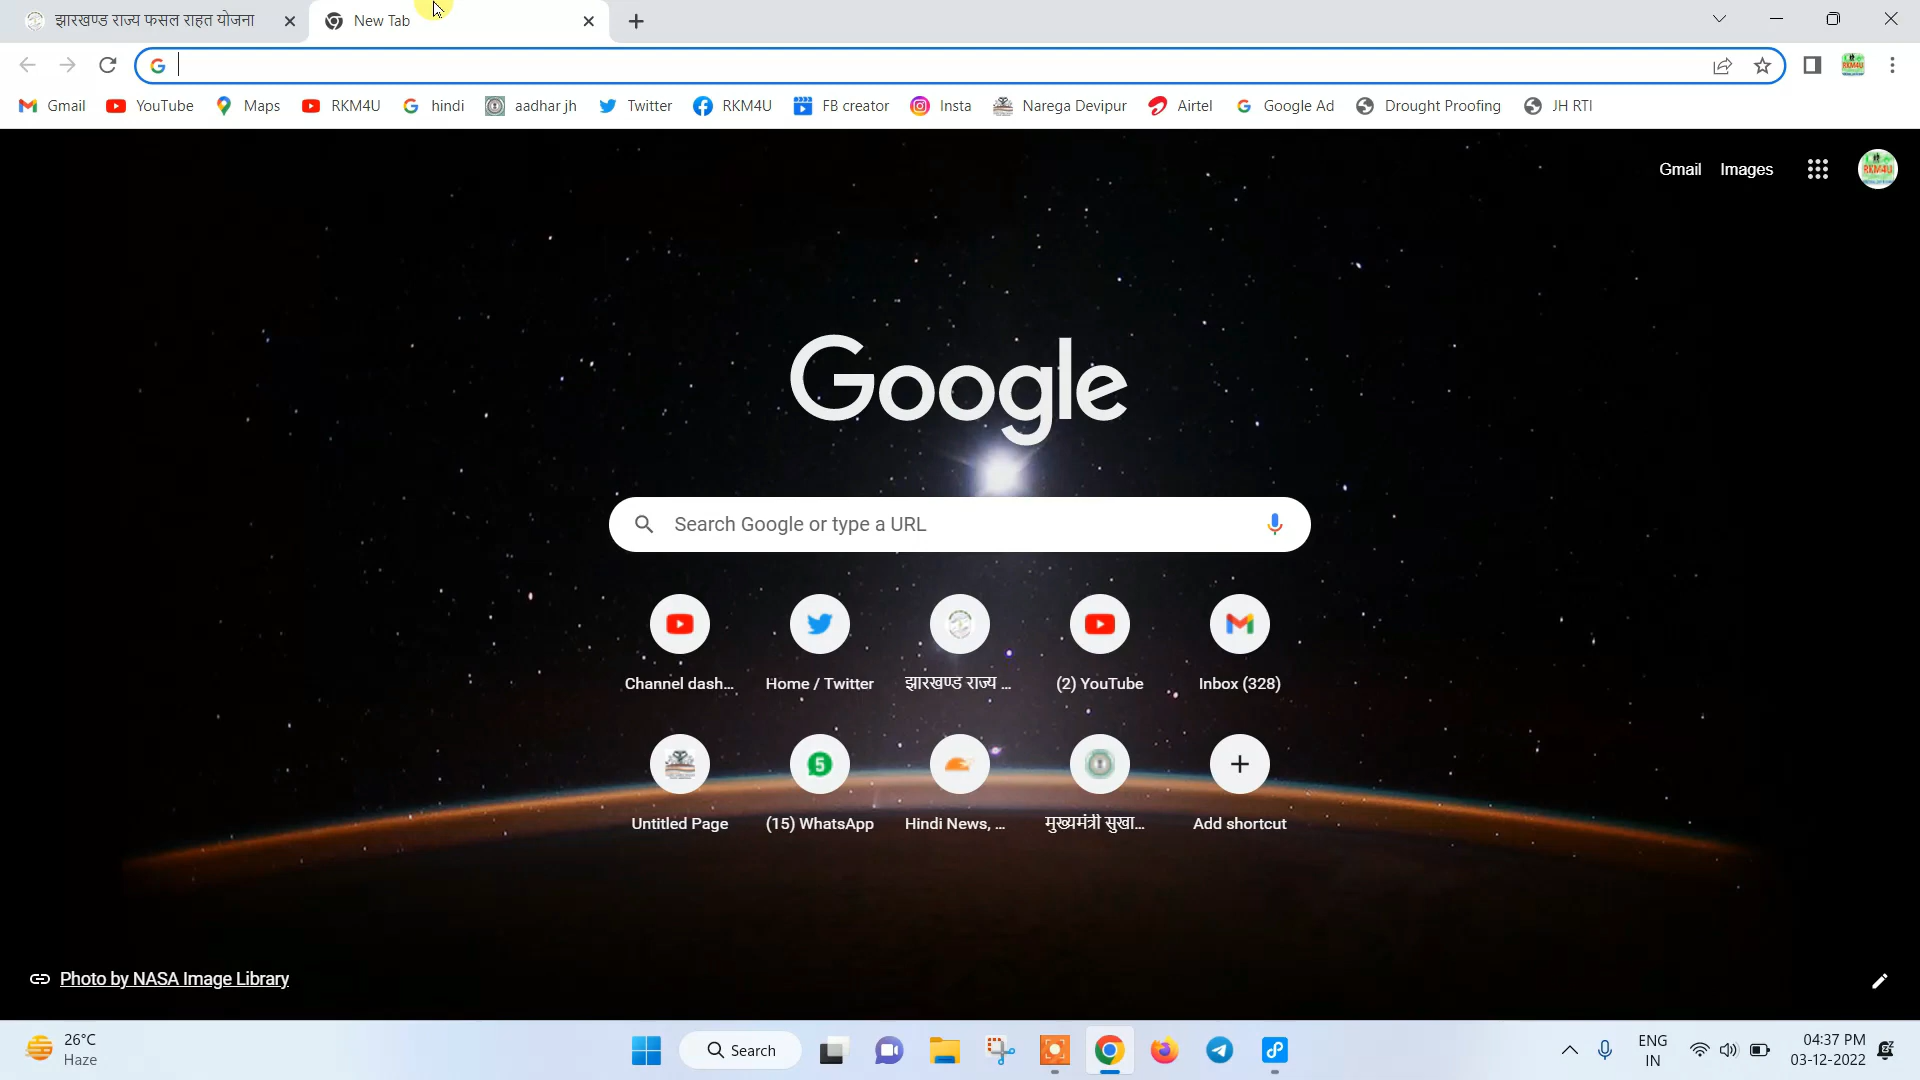 झारखण्ड राज्य फसल राहत योजना
New Tab
Gmail YouTube Maps RKM4U hindi aadhar jh Twitter RKM4U FB creator Insta Narega Devipur Airtel Google Ad Drought Proofing JH RTI
Gmail Images
Google
Search Google or type a URL
Channel dash... Home / Twitter झारखण्ड राज्य ... (2) YouTube Inbox (328)
5
Untitled Page (15) WhatsApp Hindi News, ... मुख्यमंत्री सुखा... Add shortcut
Photo by NASA Image Library
26°C
Haze
Search
ENG
IN
04:37 PM
03-12-2022